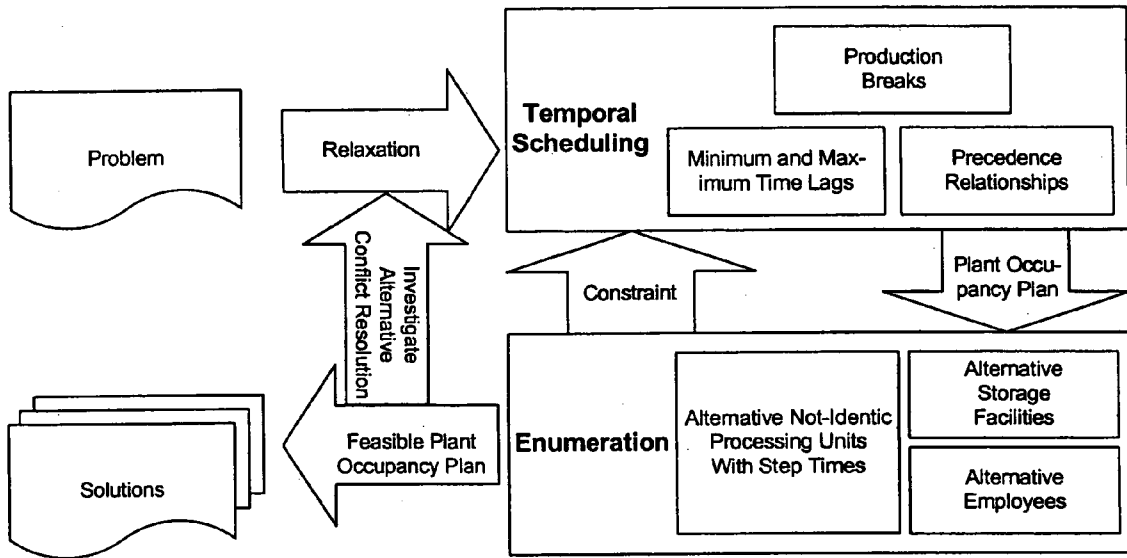 Problem
Relaxation
Temporal
Scheduling
Production
Breaks
Minimum and Max-
imum Time Lags
Precedence
Relationships
Investigate
Alternative
Conflict Resolution
Constraint
Plant Occu-
pancy Plan
Solutions
Feasible Plant
Occupancy Plan
Enumeration
Alternative Not-Identic
Processing Units
With Step Times
Alternative
Storage
Facilities
Alternative
Employees